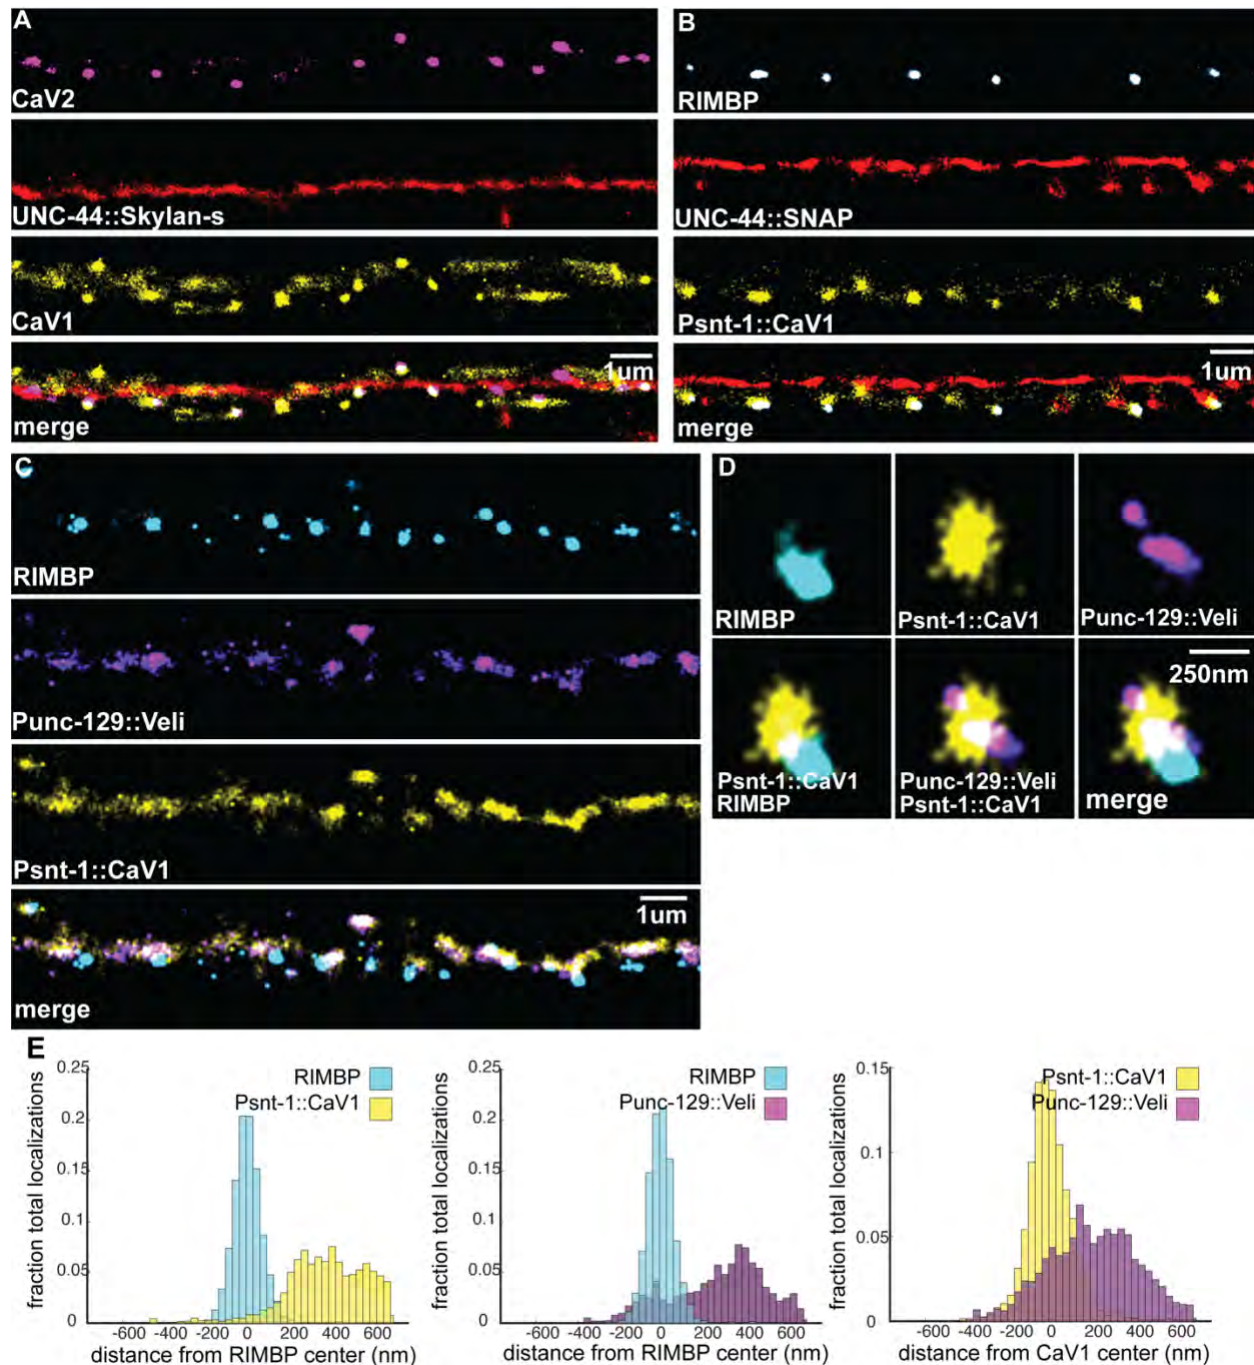 A
CaV2
UNC-44::Skylan-s
CaV1
1um
merge
B
RIMBP
UNC-44::SNAP
Psnt-1::CaV1
1um
merge
C
RIMBP
Punc-129::Veli
Psnt-1::CaV1
1um
merge
D
RIMBP
Psnt-1::CaV1
Punc-129::Veli
250nm
Psnt-1::CaV1
RIMBP
Punc-129::Veli
Psnt-1::CaV1
merge
E
fraction total localizations
0.25
0.2
0.15
0.1
0.05
0
RIMBP
Psnt-1::CaV1
-600 -400 -200 0 200 400 600
distance from RIMBP center (nm)
fraction total localizations
0.25
0.2
0.15
0.1
0.05
0
RIMBP
Punc-129::Veli
-600 -400 -200 0 200 400 600
distance from RIMBP center (nm)
fraction total localizations
0.15
0.1
0.05
0
Psnt-1::CaV1
Punc-129::Veli
-600 -400 -200 0 200 400 600
distance from CaV1 center (nm)